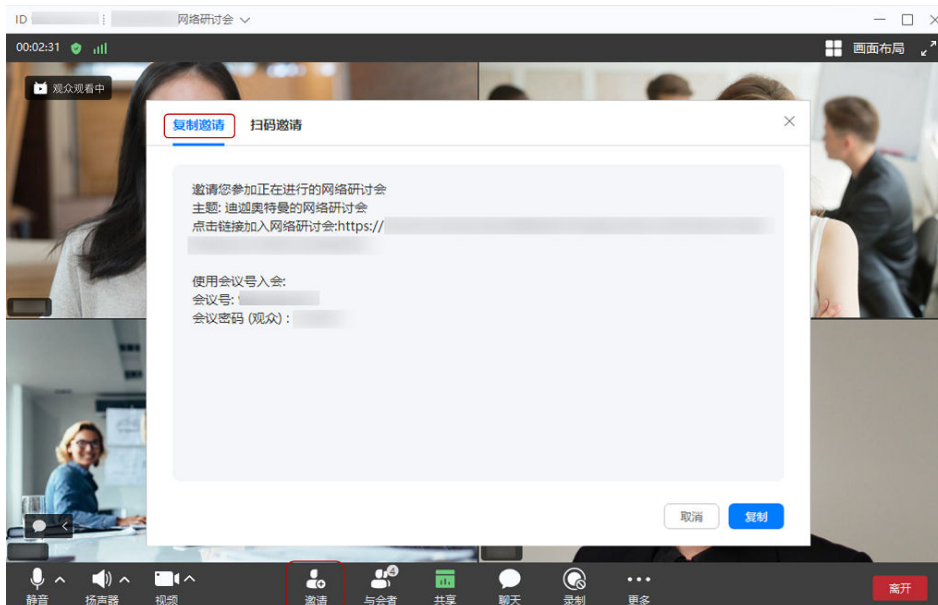 ID
网络研讨会
00:02:31
画面布局
观众观看中
复制邀请 扫码邀请
邀请您参加正在进行的网络研讨会
主题: 迪迦奥特曼的网络研讨会
点击链接加入网络研讨会:https://
使用会议号入会:
会议号:
会议密码 (观众) :
取消 复制
静音 扬声器 视频 邀请 与会者 4 共享 聊天 录制 更多 离开